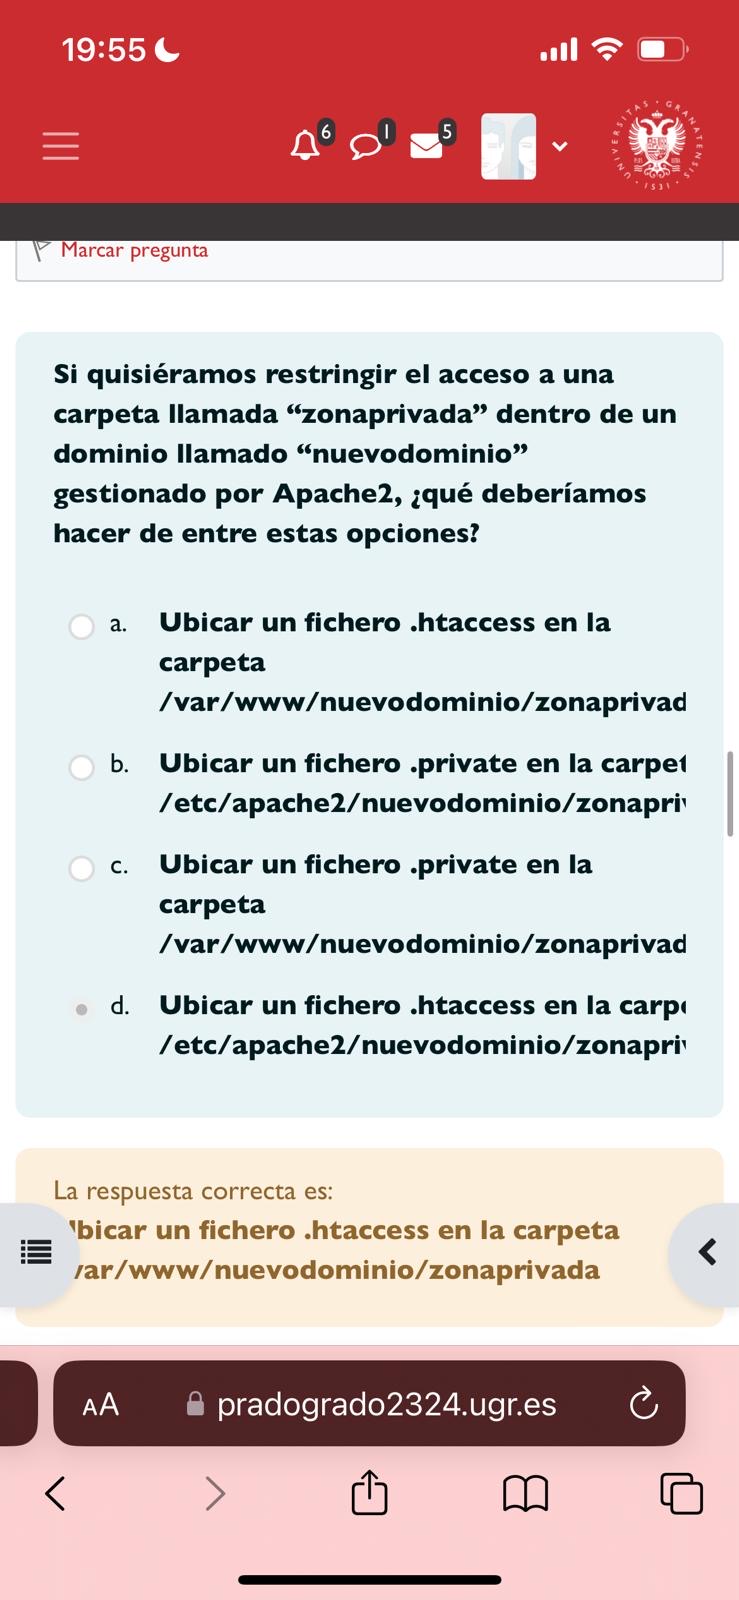 19:55
6
1
5
UNIVERSITAS · GRANATENSIS · 1531 ·
Marcar pregunta
Si quisiéramos restringir el acceso a una
carpeta llamada “zonaprivada” dentro de un
dominio llamado “nuevodominio”
gestionado por Apache2, ¿qué deberíamos
hacer de entre estas opciones?
a. Ubicar un fichero .htaccess en la
carpeta
/var/www/nuevodominio/zonaprivad
b. Ubicar un fichero .private en la carpet
/etc/apache2/nuevodominio/zonapriv
c. Ubicar un fichero .private en la
carpeta
/var/www/nuevodominio/zonaprivad
d. Ubicar un fichero .htaccess en la carpe
/etc/apache2/nuevodominio/zonapriv
La respuesta correcta es:
bicar un fichero .htaccess en la carpeta
var/www/nuevodominio/zonaprivada
AA pradogrado2324.ugr.es